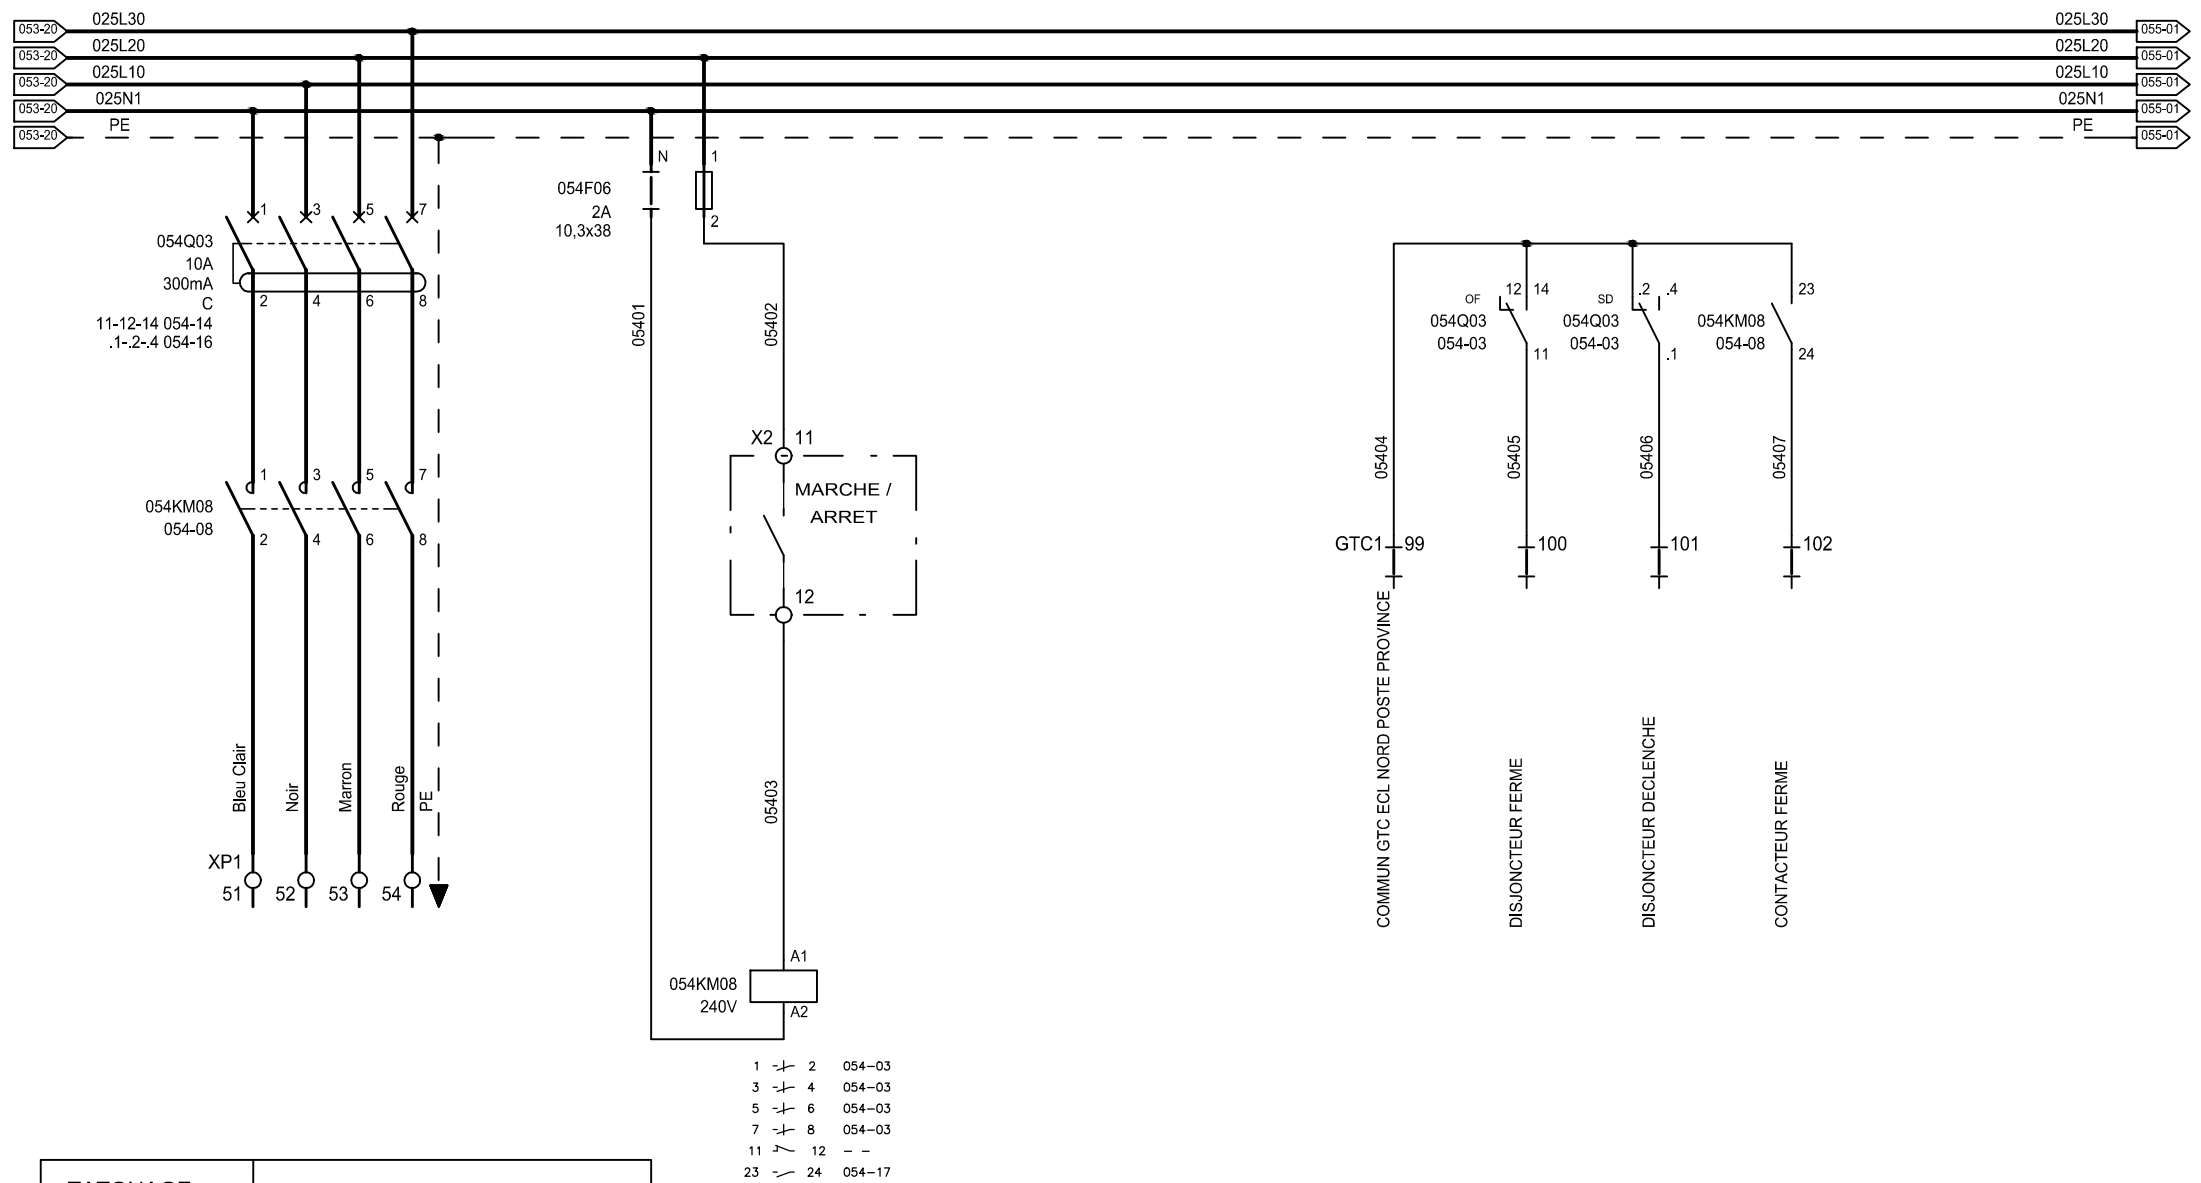 053-20 025L30 025L30 055-01
053-20 025L20 025L20 055-01
053-20 025L10 025L10 055-01
053-20 025N1 025N1 055-01
053-20 PE PE 055-01
N 1
054F06
2A
10,3x38
2
1 3 5 7
054Q03
10A
300mA
C
11-12-14 054-14
.1-.2-.4 054-16
2 4 6 8
05401
05402
1 3 5 7
054KM08
054-08
2 4 6 8
X2 11
MARCHE /
ARRET
12
05403
Bleu Clair
Noir
Marron
Rouge
PE
XP1
51 52 53 54
A1
054KM08
240V
A2
1 2 054-03
3 4 054-03
5 6 054-03
7 8 054-03
11 12 - -
23 24 054-17
OF 12 14
054Q03
054-03
11
SD .2 .4
054Q03
054-03
.1
23
054KM08
054-08
24
05404
05405
05406
05407
GTC1 99 100 101 102
COMMUN GTC ECL NORD POSTE PROVINCE
DISJONCTEUR FERME
DISJONCTEUR DECLENCHE
CONTACTEUR FERME